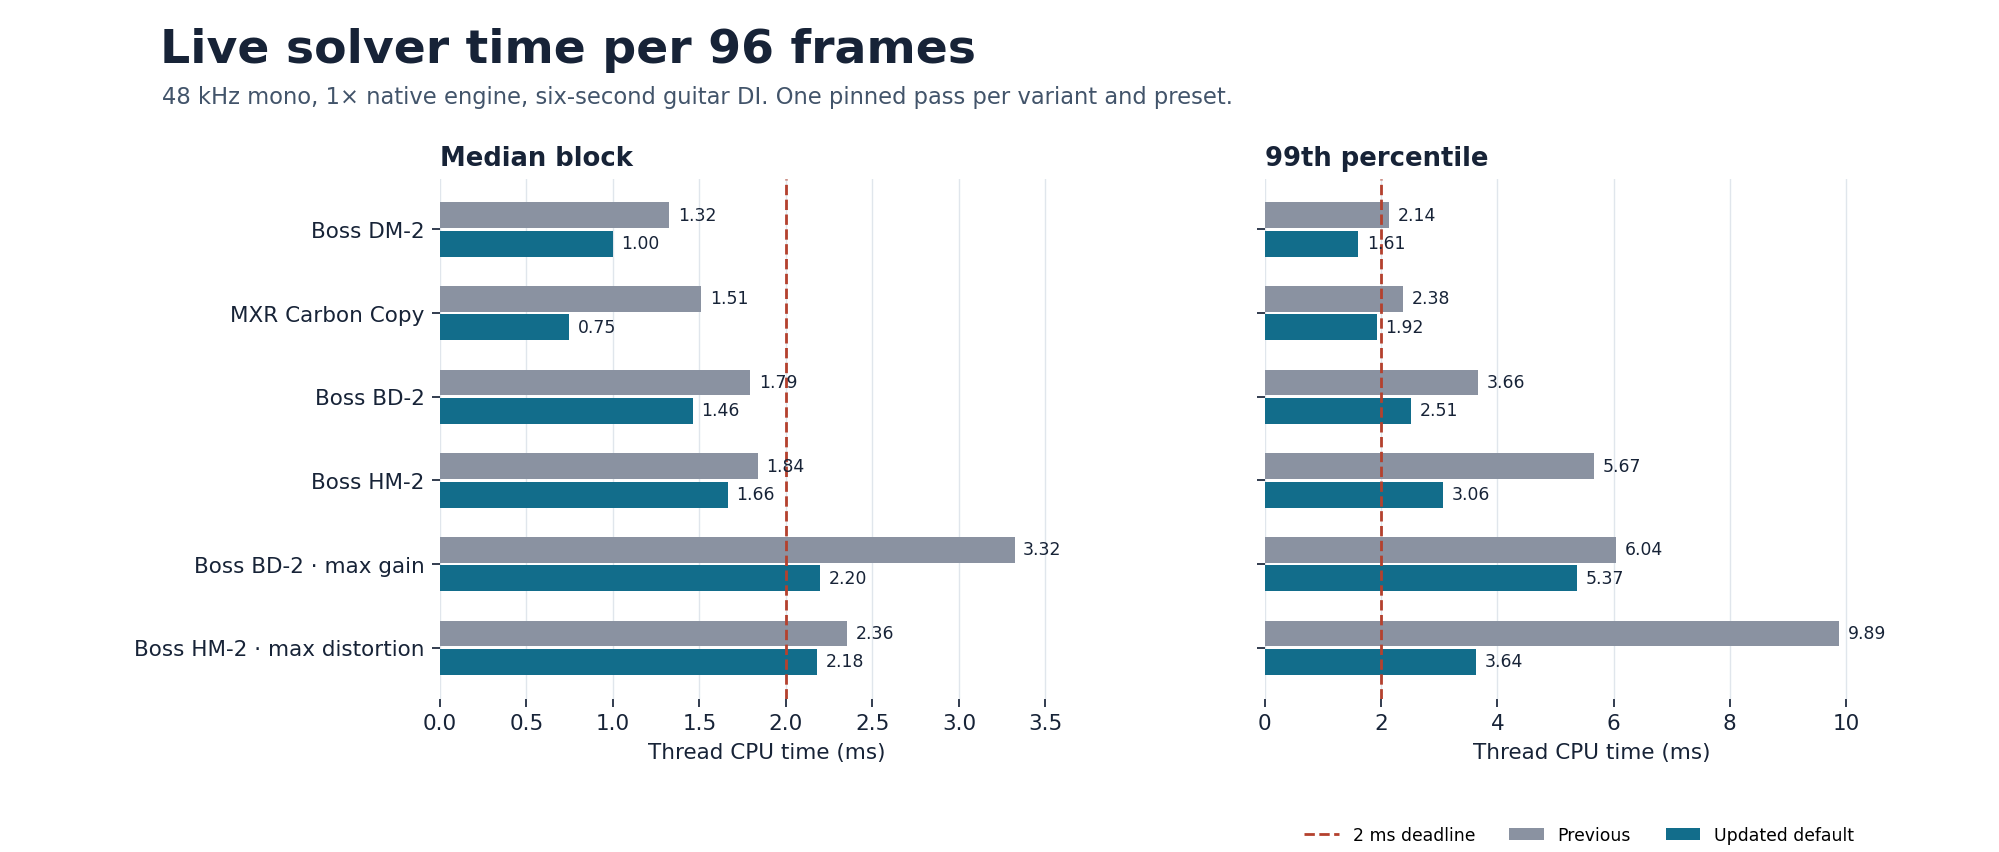 Live solver time per 96 frames
48 kHz mono, 1× native engine, six-second guitar DI. One pinned pass per variant and preset.
Median block
Boss DM-2
1.32
1.00
MXR Carbon Copy
1.51
0.75
Boss BD-2
1.79
1.46
Boss HM-2
1.84
1.66
Boss BD-2 · max gain
3.32
2.20
Boss HM-2 · max distortion
2.36
2.18
0.0 0.5 1.0 1.5 2.0 2.5 3.0 3.5
Thread CPU time (ms)
99th percentile
2.14
1.61
2.38
1.92
3.66
2.51
5.67
3.06
6.04
5.37
9.89
3.64
0 2 4 6 8 10
Thread CPU time (ms)
2 ms deadline Previous Updated default